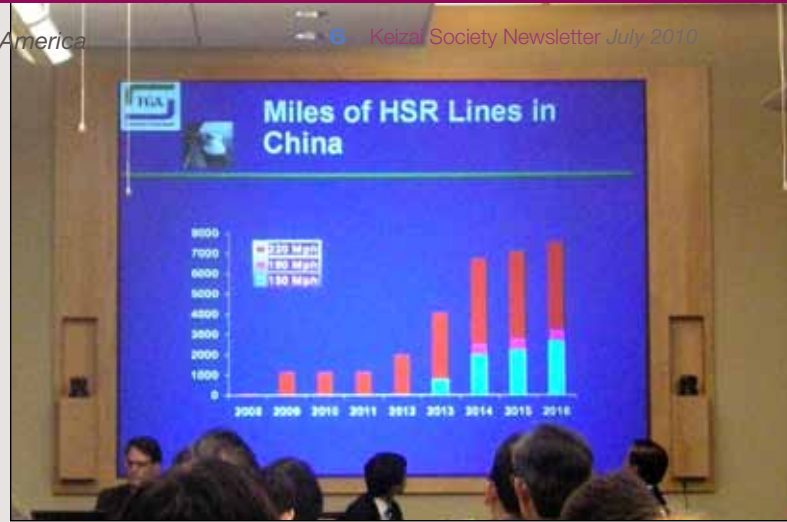 America
6 Keizai Society Newsletter July 2010
TGA
Miles of HSR Lines in
China
8000
7000
6000
5000
4000
3000
2000
1000
0
220 Mph
180 Mph
150 Mph
2008 2009 2010 2011 2012 2013 2014 2015 2016